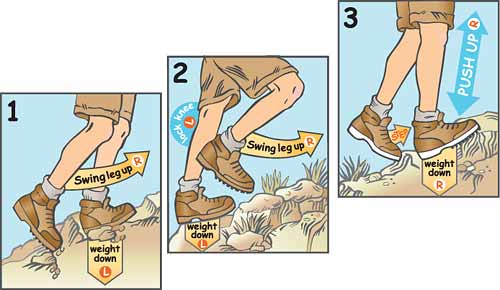 1
Swing leg up R
weight
down
L
2
lock knee
L
Swing leg up R
weight
down
L
3
PUSH UP R
STEP
weight
down
R